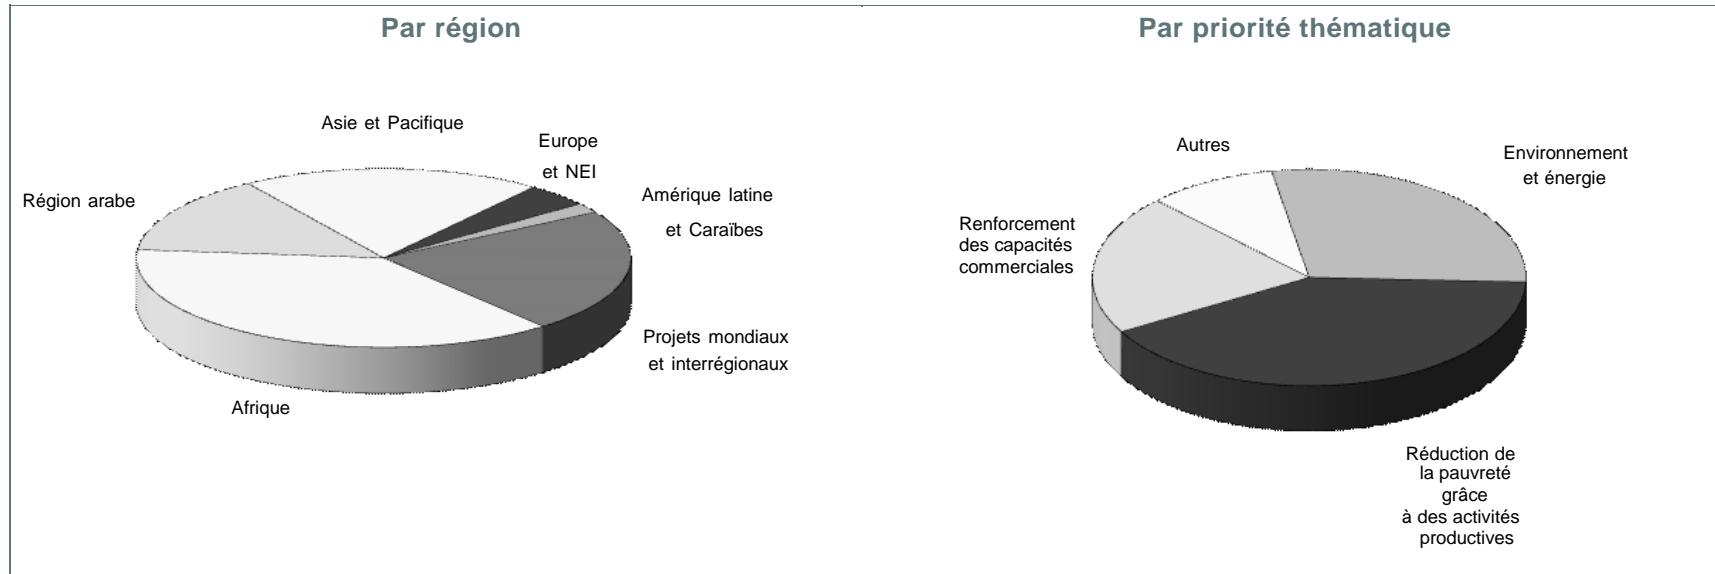 Par région
Asie et Pacifique
Europe
et NEI
Région arabe
Amérique latine
et Caraïbes
Projets mondiaux
et interrégionaux
Afrique
Par priorité thématique
Autres
Environnement
et énergie
Renforcement
des capacités
commerciales
Réduction de
la pauvreté
grâce
à des activités
productives